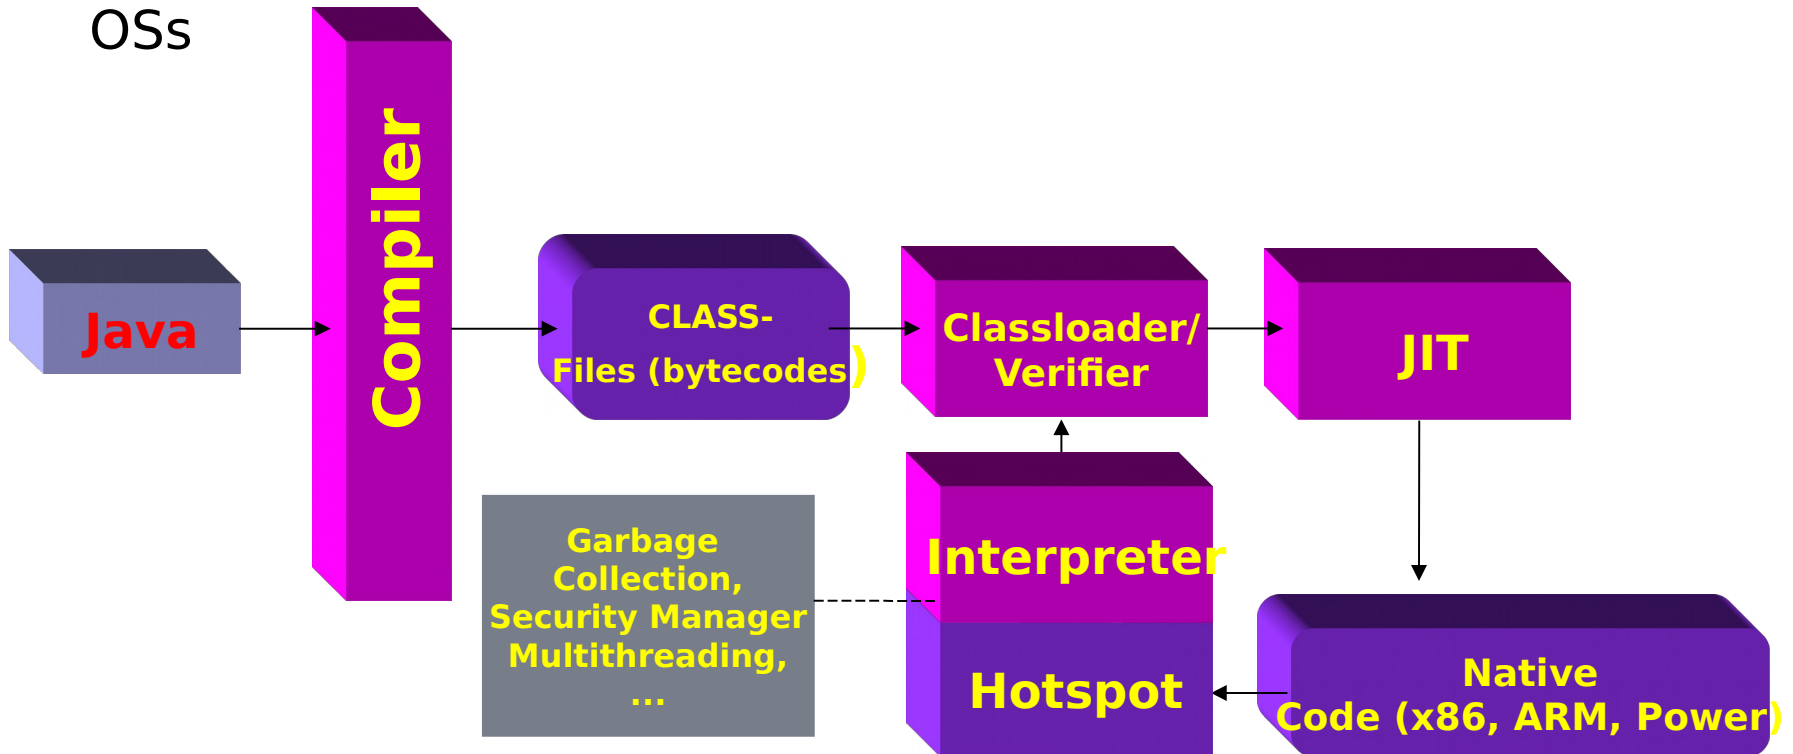 OSs
Compiler
Java
CLASS-
Files (bytecodes)
Classloader/
Verifier
JIT
Garbage
Collection,
Security Manager
Multithreading,
...
Interpreter
Hotspot
Native
Code (x86, ARM, Power)